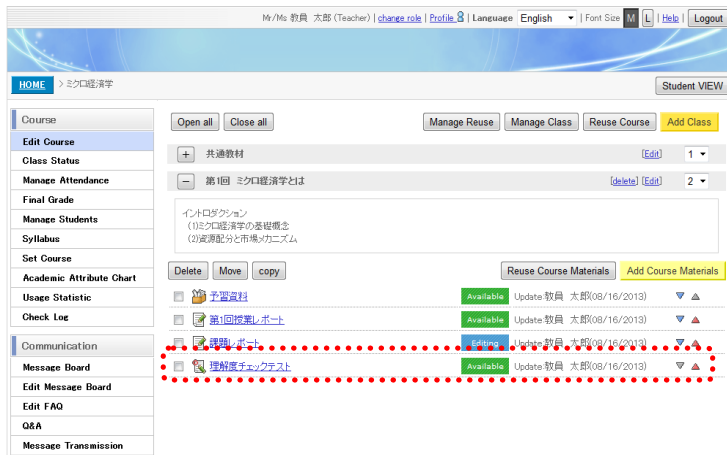 Mr/Ms 教員 太郎 (Teacher) | change role | Profile | Language English | Font Size M L | Help | Logout
HOME > ミクロ経済学
Student VIEW
Course
Edit Course
Class Status
Manage Attendance
Final Grade
Manage Students
Syllabus
Set Course
Academic Attribute Chart
Usage Statistic
Check Log
Communication
Message Board
Edit Message Board
Edit FAQ
Q&A
Message Transmission
Open all Close all Manage Reuse Manage Class Reuse Course Add Class
+ 共通教材 [Edit] 1
− 第1回 ミクロ経済学とは [delete] [Edit] 2
イントロダクション
(1)ミクロ経済学の基礎概念
(2)資源配分と市場メカニズム
Delete Move copy Reuse Course Materials Add Course Materials
予習資料 Available Update:教員 太郎(08/16/2013)
第1回授業レポート Available Update:教員 太郎(08/16/2013)
課題レポート Editing Update:教員 太郎(08/16/2013)
理解度チェックテスト Available Update:教員 太郎(08/16/2013)